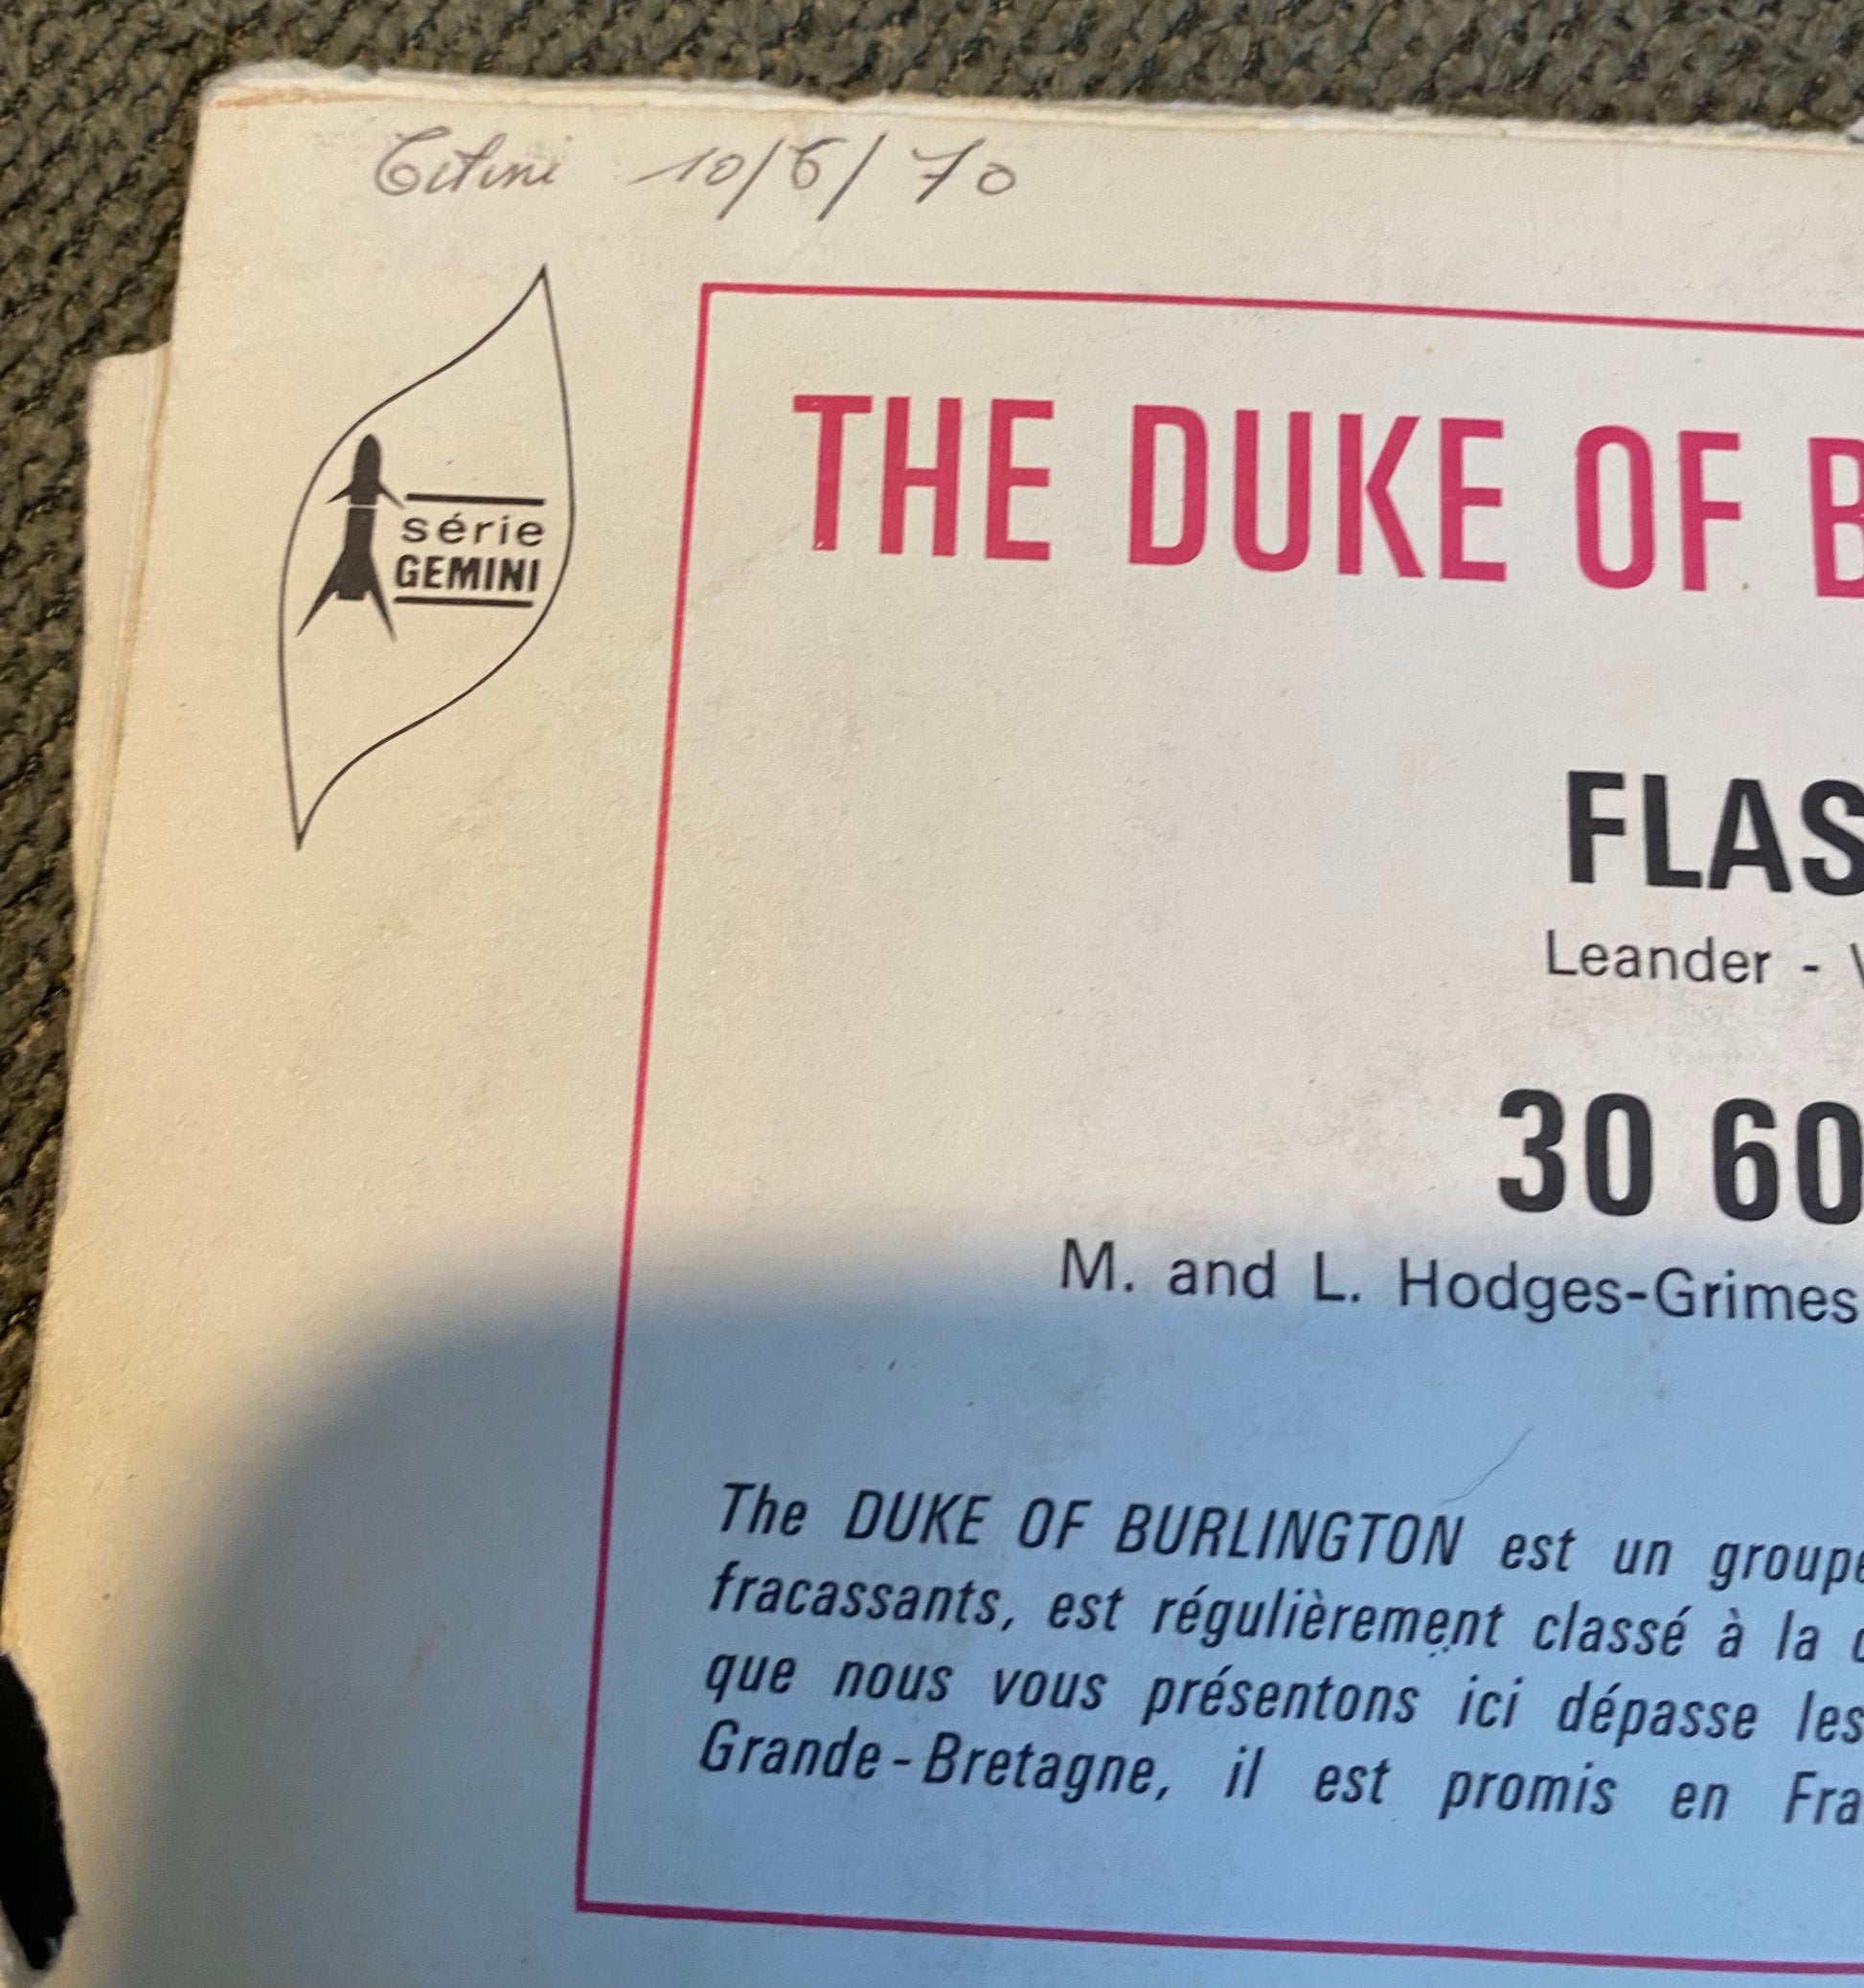 Titini 10/6/70
série
GEMINI
THE DUKE OF B
FLAS
Leander -
30 60
M. and L. Hodges-Grimes
The DUKE OF BURLINGTON est un groupe
fracassants, est régulièrement classé à la
que nous vous présentons ici dépasse les
Grande-Bretagne, il est promis en Fra